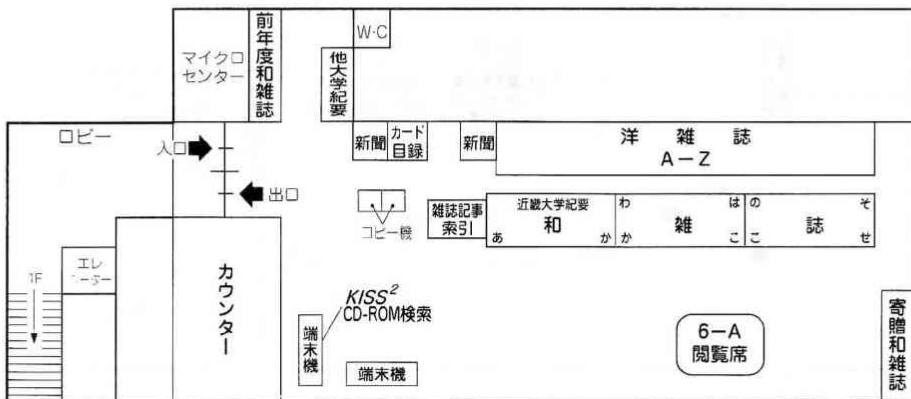 マイクロ
センター
前年度和雑誌
他大学紀要
W·C
ロビー
入口
出口
新聞
カード
目録
新聞
洋雑誌
A-Z
コピー機
雑誌記事
索引
近畿大学紀要
和
あ
か
わ
は
雑
か
こ
の
そ
誌
こ
せ
エレ
ーター
1F
カウンター
KISS²
CD-ROM検索
端末機
端末機
6-A
閲覧席
寄贈和雑誌